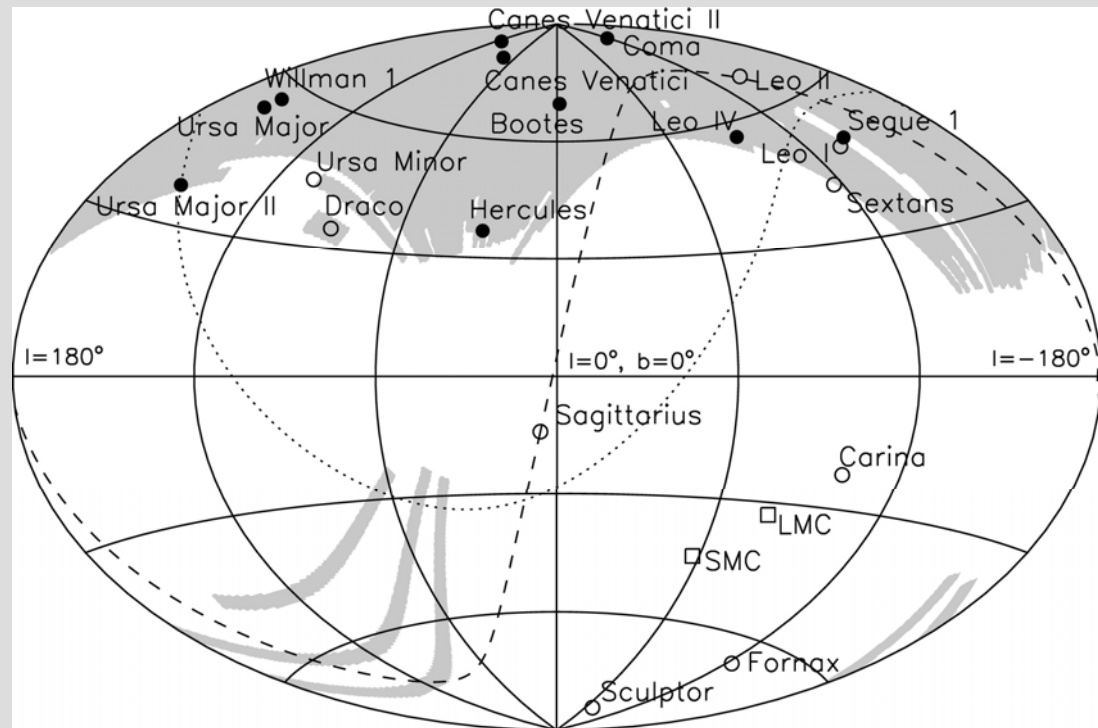 Canes Venatici II
Coma
Willman 1
Canes Venatici
Leo II
Ursa Major
Bootes
Leo IV
Segue 1
Ursa Minor
Leo I
Ursa Major II
Draco
Hercules
Sextans
l=180°
l=0°, b=0°
l=-180°
Sagittarius
Carina
LMC
SMC
Fornax
Sculptor